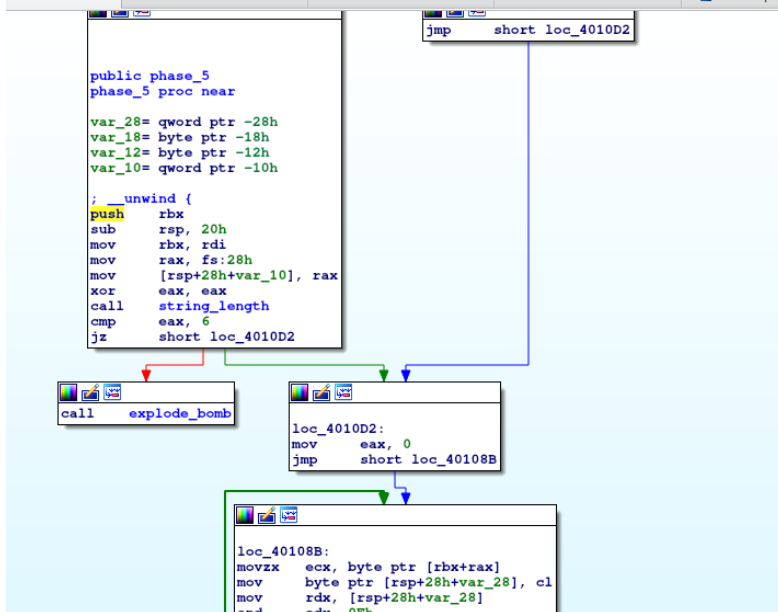 jmp short loc_4010D2
public phase_5
phase_5 proc near
var_28= qword ptr -28h
var_18= byte ptr -18h
var_12= byte ptr -12h
var_10= qword ptr -10h
; __unwind {
push rbx
sub rsp, 20h
mov rbx, rdi
mov rax, fs:28h
mov [rsp+28h+var_10], rax
xor eax, eax
call string_length
cmp eax, 6
jz short loc_4010D2
call explode_bomb
loc_4010D2:
mov eax, 0
jmp short loc_40108B
loc_40108B:
movzx ecx, byte ptr [rbx+rax]
mov byte ptr [rsp+28h+var_28], cl
mov rdx, [rsp+28h+var_28]
and edx, 0Fh